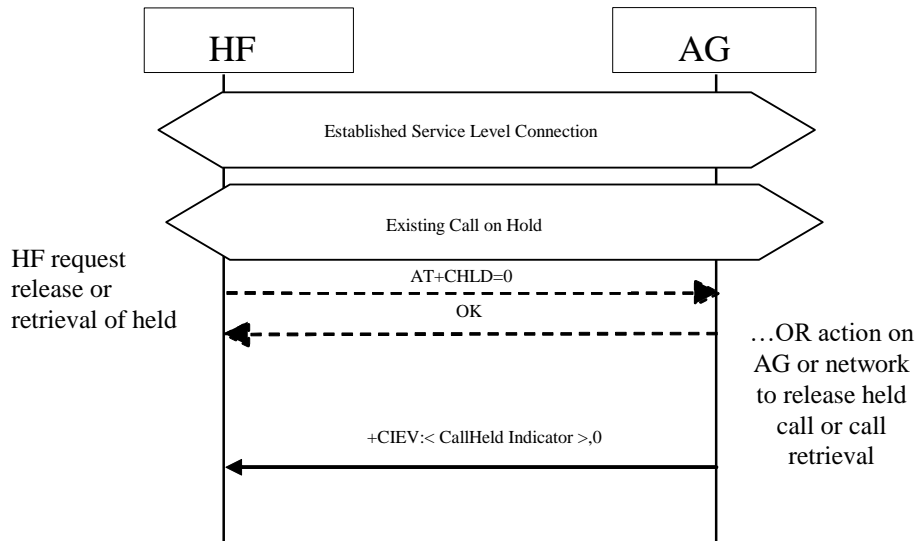 HF
AG
Established Service Level Connection
Existing Call on Hold
HF request
release or
retrieval of held
AT+CHLD=0
OK
…OR action on
AG or network
to release held
call or call
retrieval
+CIEV:< CallHeld Indicator >,0